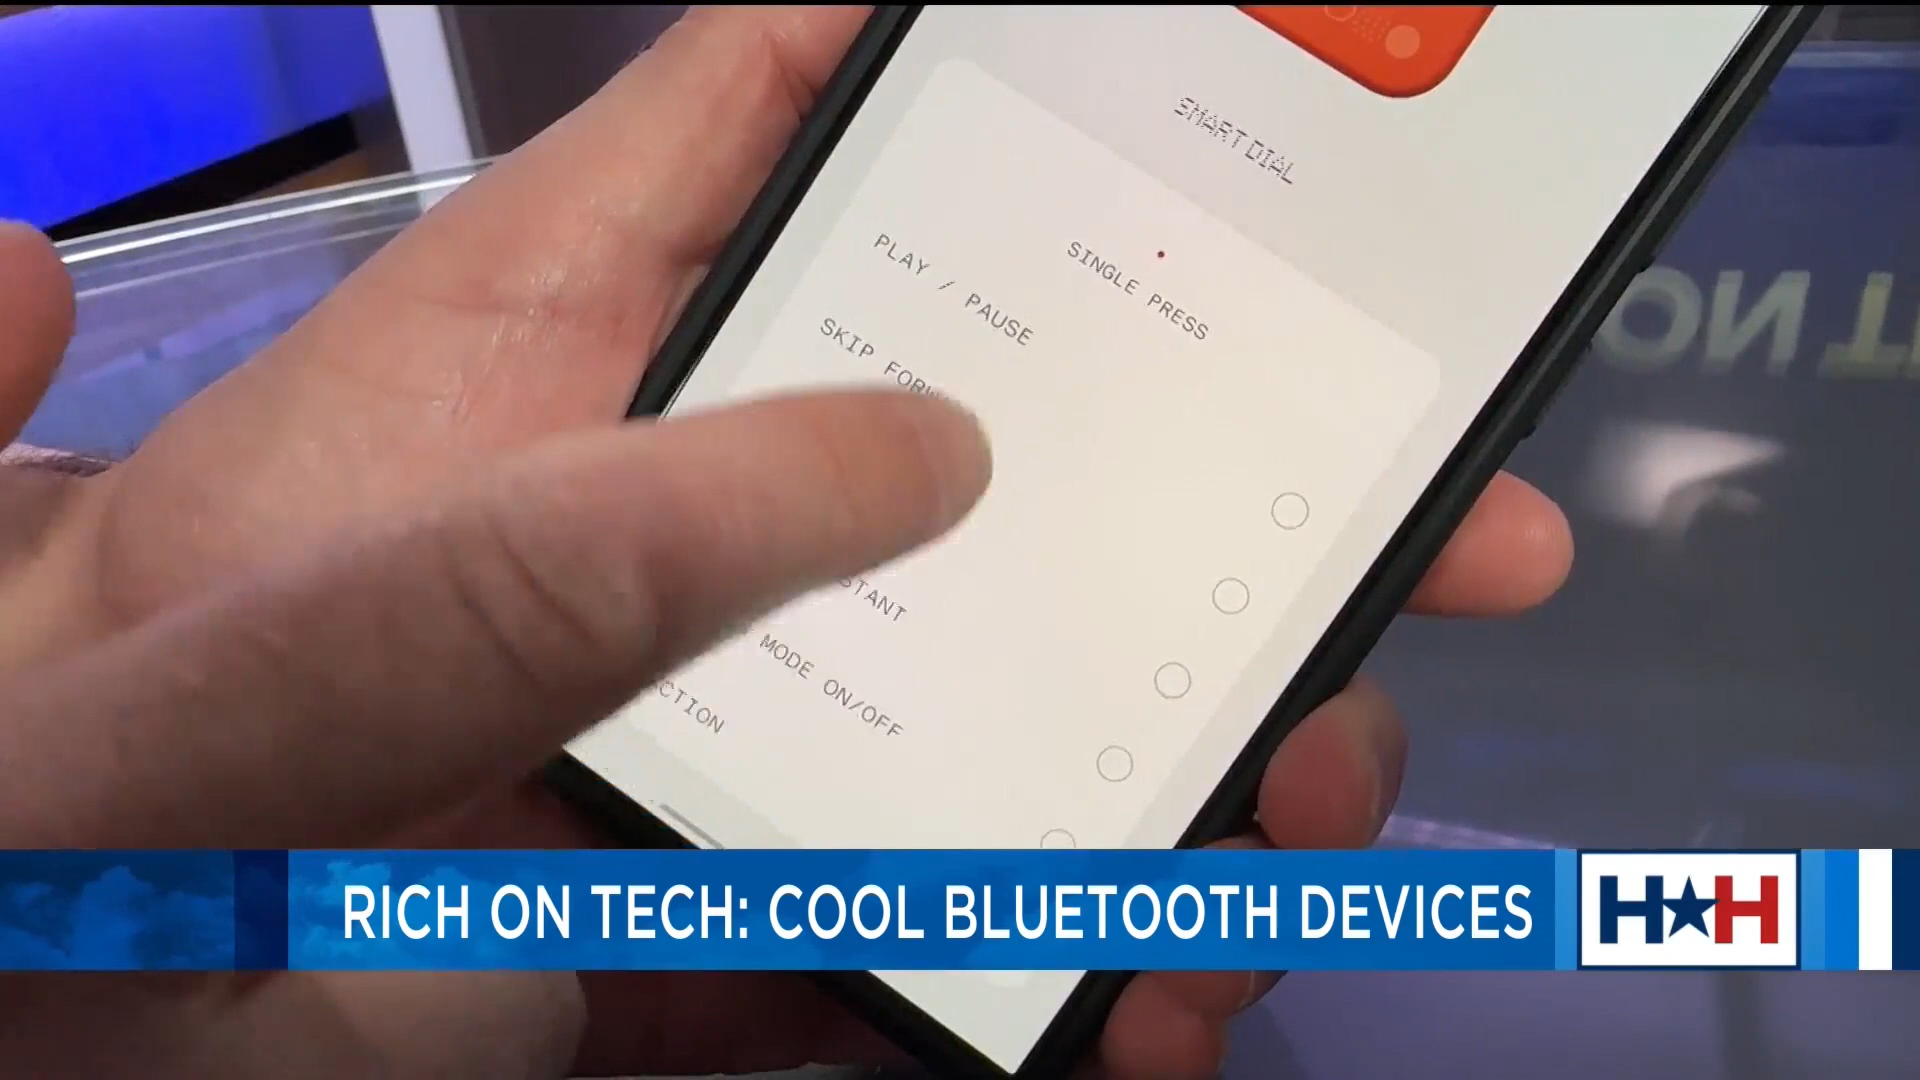 SMART DIAL
SINGLE PRESS
PLAY / PAUSE
SKIP
MODE ON/OFF
RICH ON TECH: COOL BLUETOOTH DEVICES
H★H